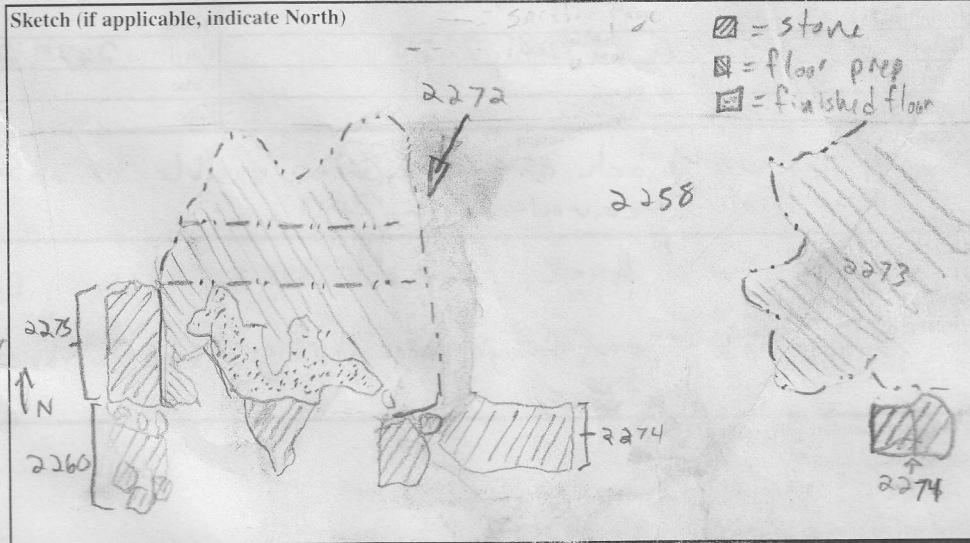 Sketch (if applicable, indicate North)
= stone
= floor prep
= finished floor
2272
2258
2273
2275
N
2260
2274
2274